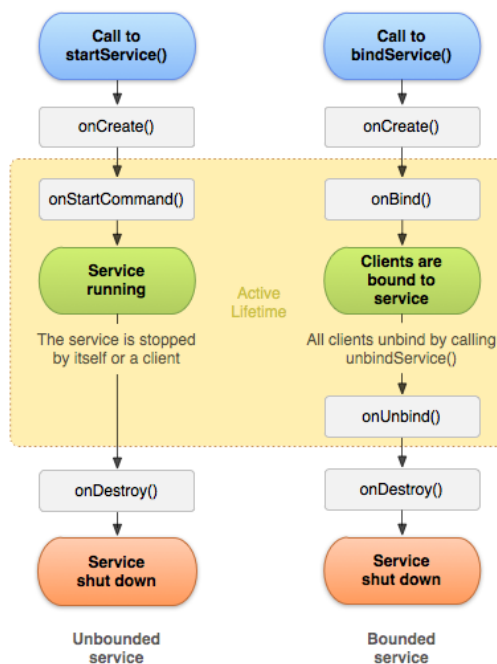 Call to
startService()
onCreate()
onStartCommand()
Service
running
The service is stopped
by itself or a client
onDestroy()
Service
shut down
Unbounded
service
Active
Lifetime
Call to
bindService()
onCreate()
onBind()
Clients are
bound to
service
All clients unbind by calling
unbindService()
onUnbind()
onDestroy()
Service
shut down
Bounded
service